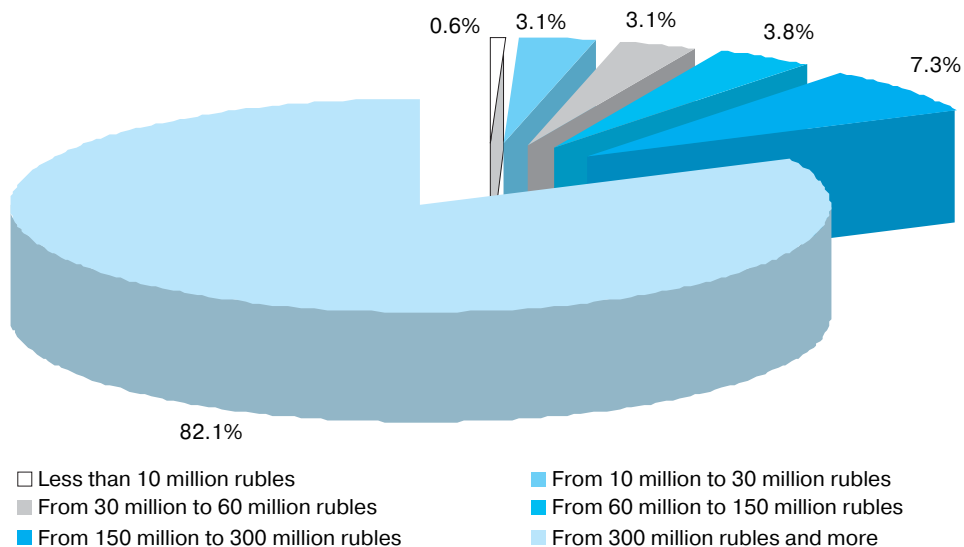 0.6%
3.1%
3.1%
3.8%
7.3%
82.1%
Less than 10 million rubles
From 10 million to 30 million rubles
From 30 million to 60 million rubles
From 60 million to 150 million rubles
From 150 million to 300 million rubles
From 300 million rubles and more